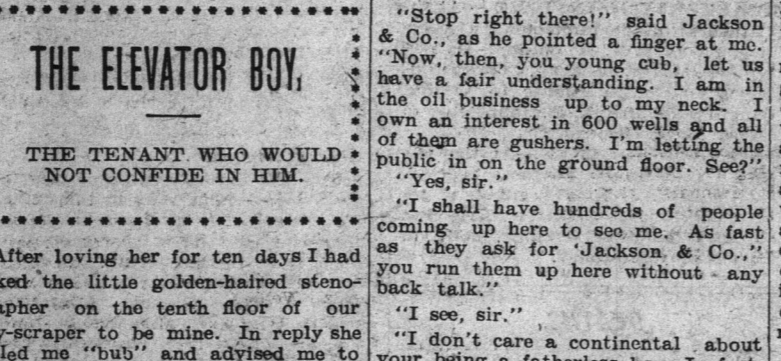 THE ELEVATOR BOY,
THE TENANT WHO WOULD
NOT CONFIDE IN HIM.
After loving her for ten days I had
ked the little golden-haired steno-
apher on the tenth floor of our
y-scraper to be mine. In reply she
led me "bub" and advised me to
"Stop right there!" said Jackson
& Co., as he pointed a finger at me.
"Now, then, you young cub, let us
have a fair understanding. I am in
the oil business up to my neck. I
own an interest in 600 wells and all
of them are gushers. I'm letting the
public in on the ground floor. See?"
"Yes, sir."
"I shall have hundreds of people
coming up here to see me. As fast
as they ask for 'Jackson & Co.,"
you run them up here without any
back talk."
"I see, sir."
"I don't care a continental about
your being a fatherless